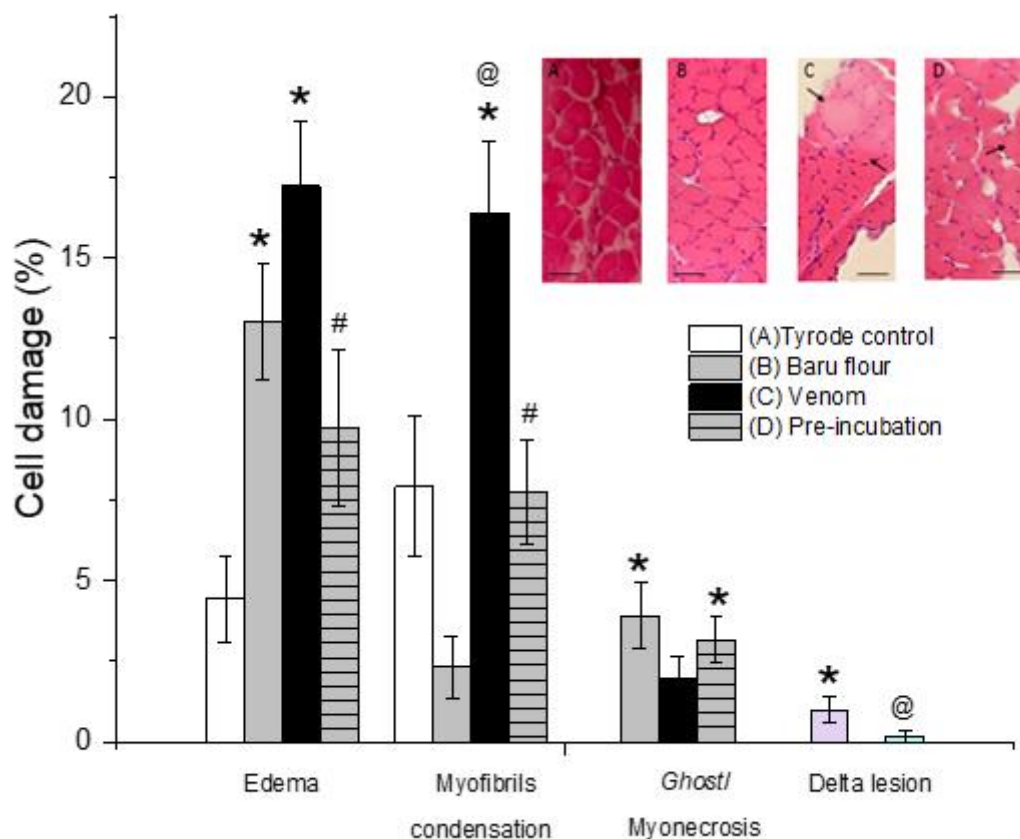 Cell damage (%)
20
15
10
5
0
*
*
#
@
*
#
*
*
*
@
A
B
C
D
(A)Tyrode control
(B) Baru flour
(C) Venom
(D) Pre-incubation
Edema
Myofibrils
condensation
Ghost/
Myonecrosis
Delta lesion